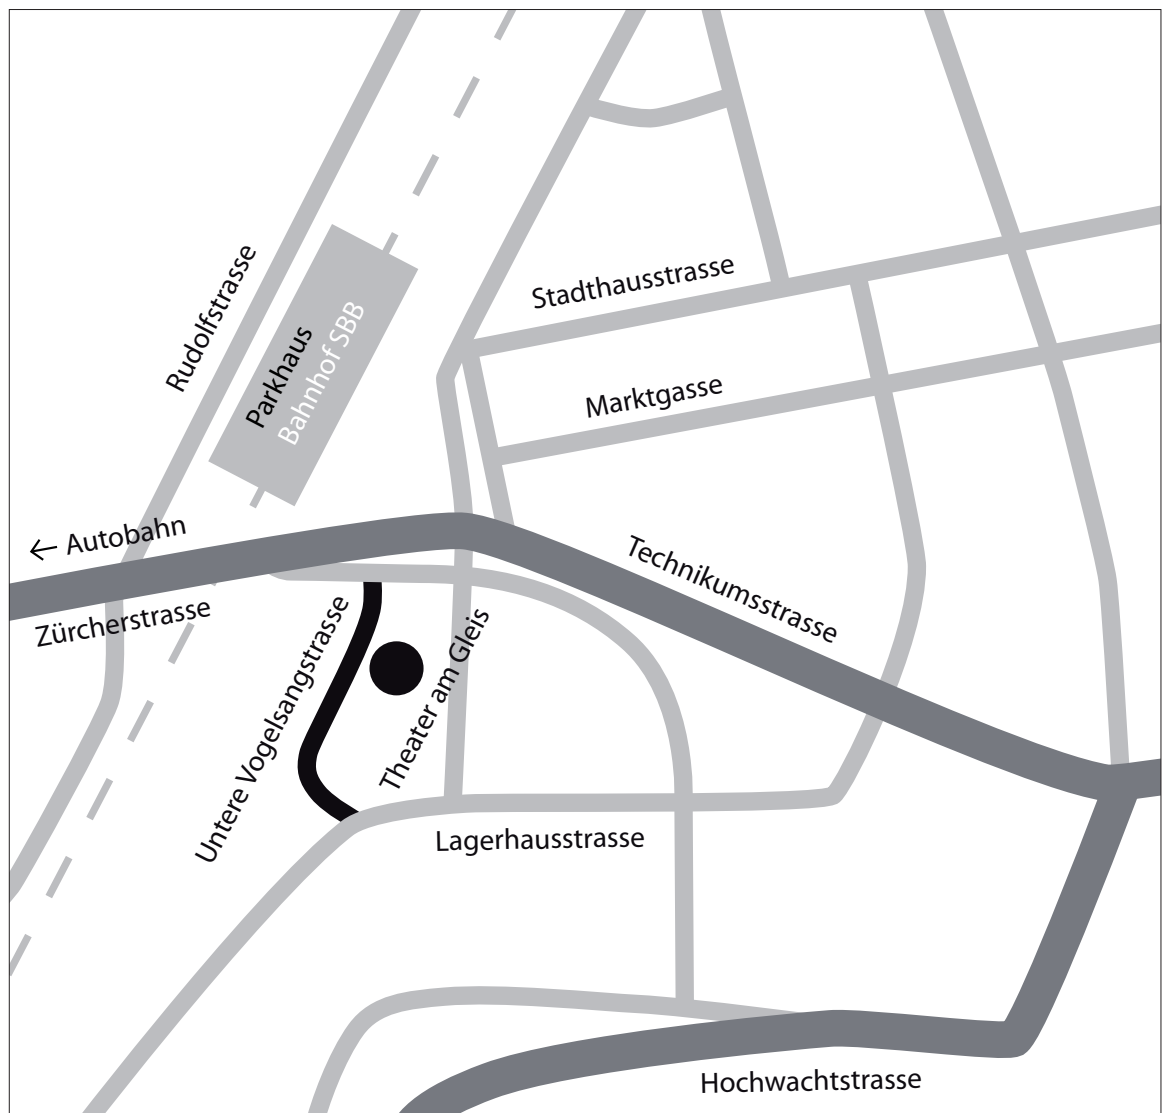 Rudolfstrasse
Parkhaus
Bahnhof SBB
Stadthausstrasse
Marktgasse
← Autobahn
Zürcherstrasse
Technikumsstrasse
Untere Vogelsangstrasse
Theater am Gleis
Lagerhausstrasse
Hochwachtstrasse